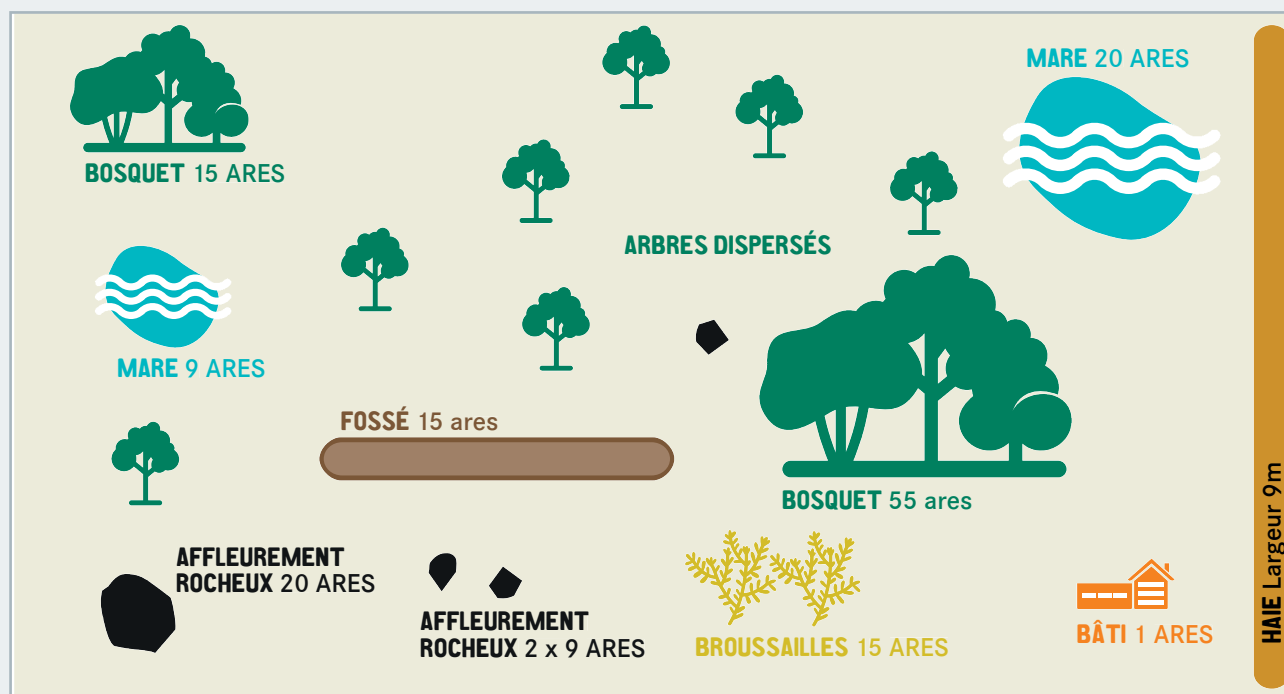 MARE 20 ARES
BOSQUET 15 ARES
ARBRES DISPERSÉS
MARE 9 ARES
FOSSÉ 15 ares
BOSQUET 55 ares
AFFLEUREMENT
ROCHEUX 20 ARES
AFFLEUREMENT
ROCHEUX 2 x 9 ARES
BROUSSAILLES 15 ARES
BÂTI 1 ARES
HAIE Largeur 9m